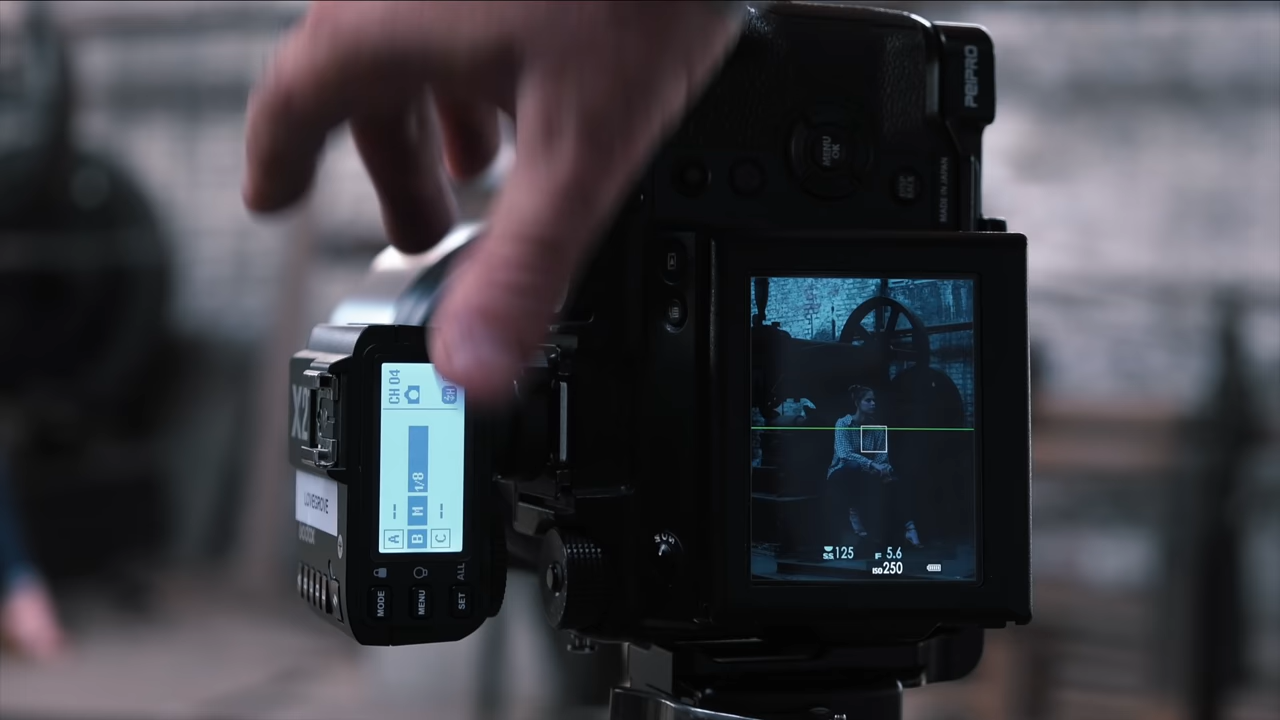 PEIPRO
MENU
OK
MADE IN JAPAN
X2
LOVEGROVE
CH 04
A --
B M 1/8
C --
MODE
MENU
SET
ALL
S.S. 125
F 5.6
ISO 250